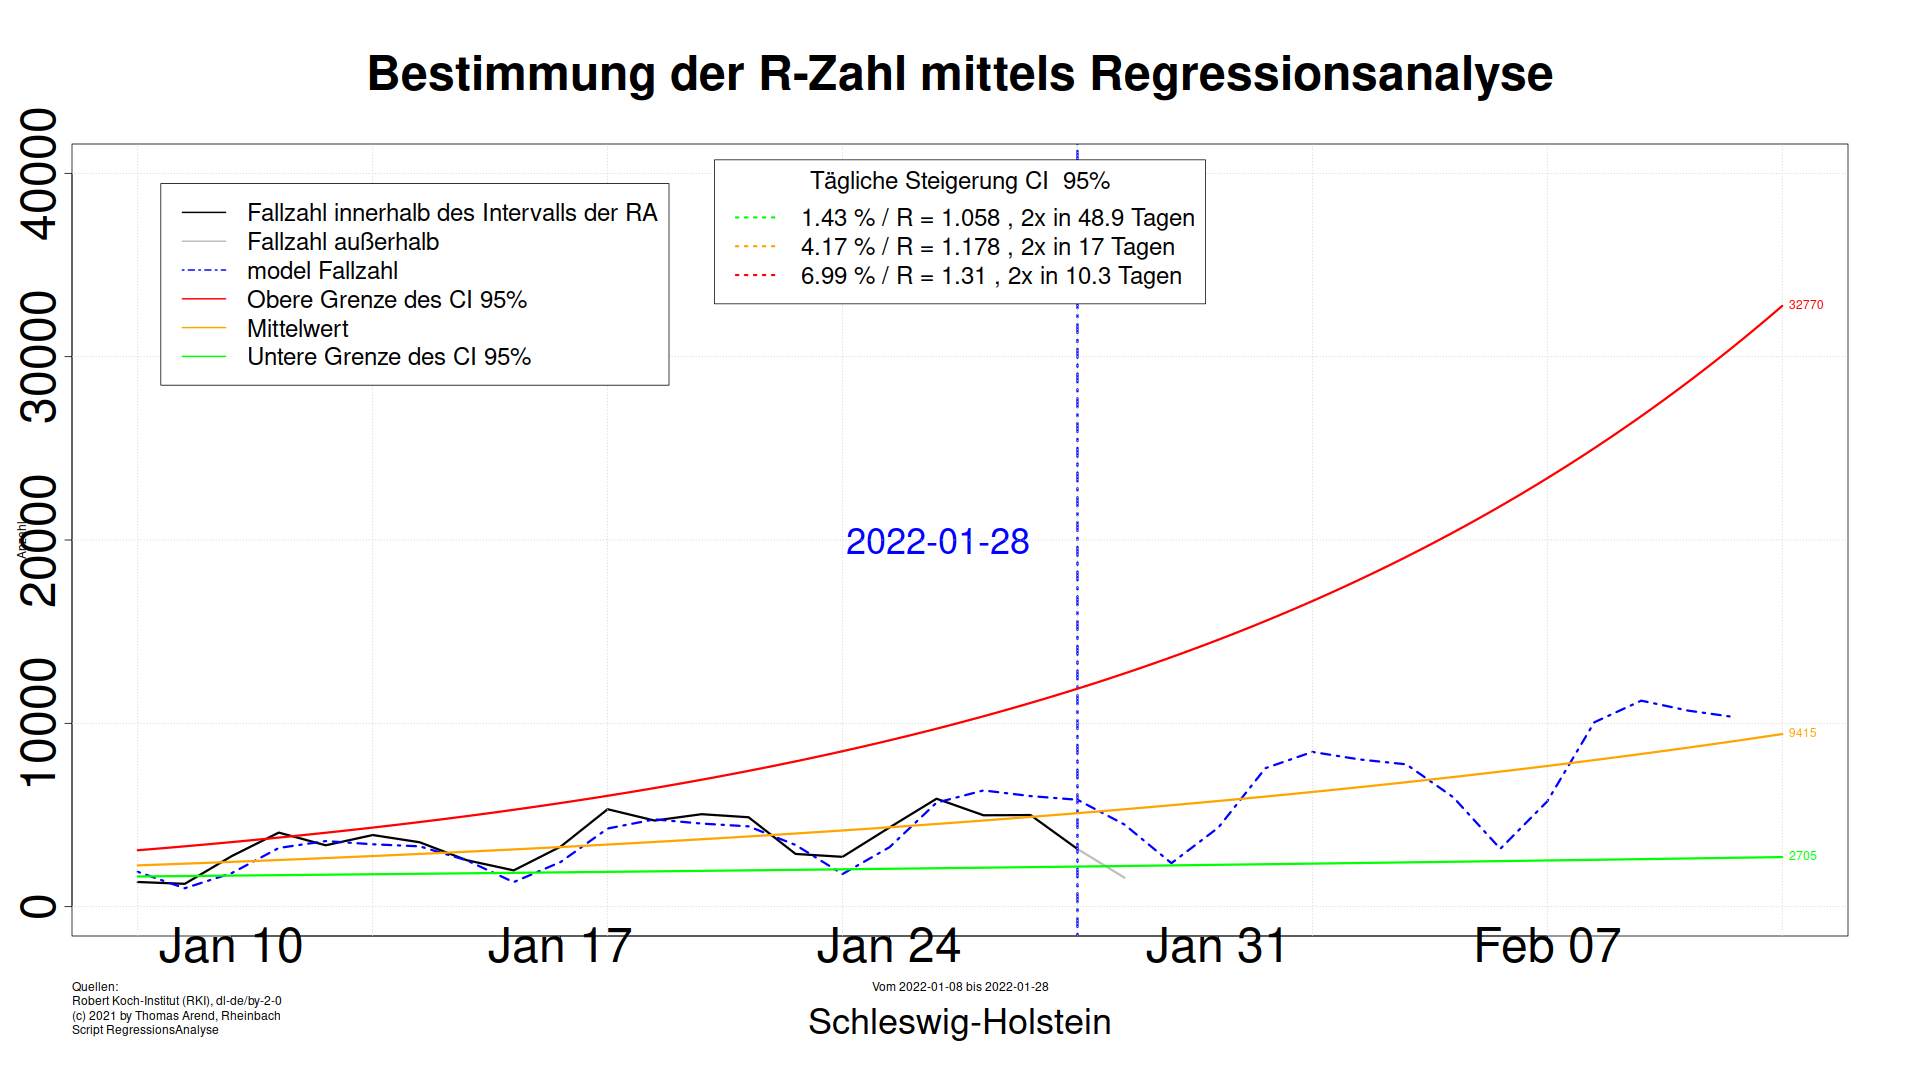 Bestimmung der R-Zahl mittels Regressionsanalyse
Fallzahl innerhalb des Intervalls der RA
Fallzahl außerhalb
model Fallzahl
Obere Grenze des CI 95%
Mittelwert
Untere Grenze des CI 95%
Tägliche Steigerung CI  95%
1.43 % / R = 1.058 , 2x in 48.9 Tagen
4.17 % / R = 1.178 , 2x in 17 Tagen
6.99 % / R = 1.31 , 2x in 10.3 Tagen
40000
30000
20000
10000
0
Anzahl
2022-01-28
32770
9415
2705
Jan 10
Jan 17
Jan 24
Jan 31
Feb 07
Vom 2022-01-08 bis 2022-01-28
Schleswig-Holstein
Quellen:
Robert Koch-Institut (RKI), dl-de/by-2-0
(c) 2021 by Thomas Arend, Rheinbach
Script RegressionsAnalyse